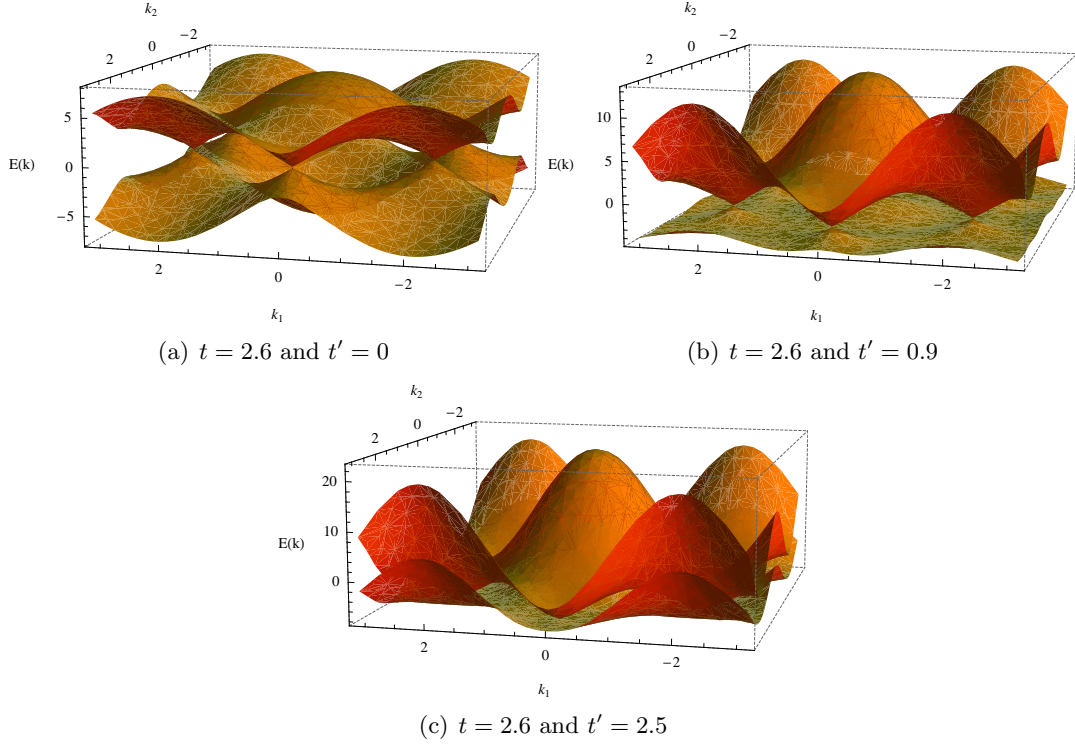 k₂
−2
0
2
5
0
−5
E(k)
2
0
−2
k₁
(a) t = 2.6 and t′ = 0
k₂
−2
0
2
10
5
0
E(k)
2
0
−2
k₁
(b) t = 2.6 and t′ = 0.9
k₂
−2
0
2
20
10
0
E(k)
2
0
−2
k₁
(c) t = 2.6 and t′ = 2.5